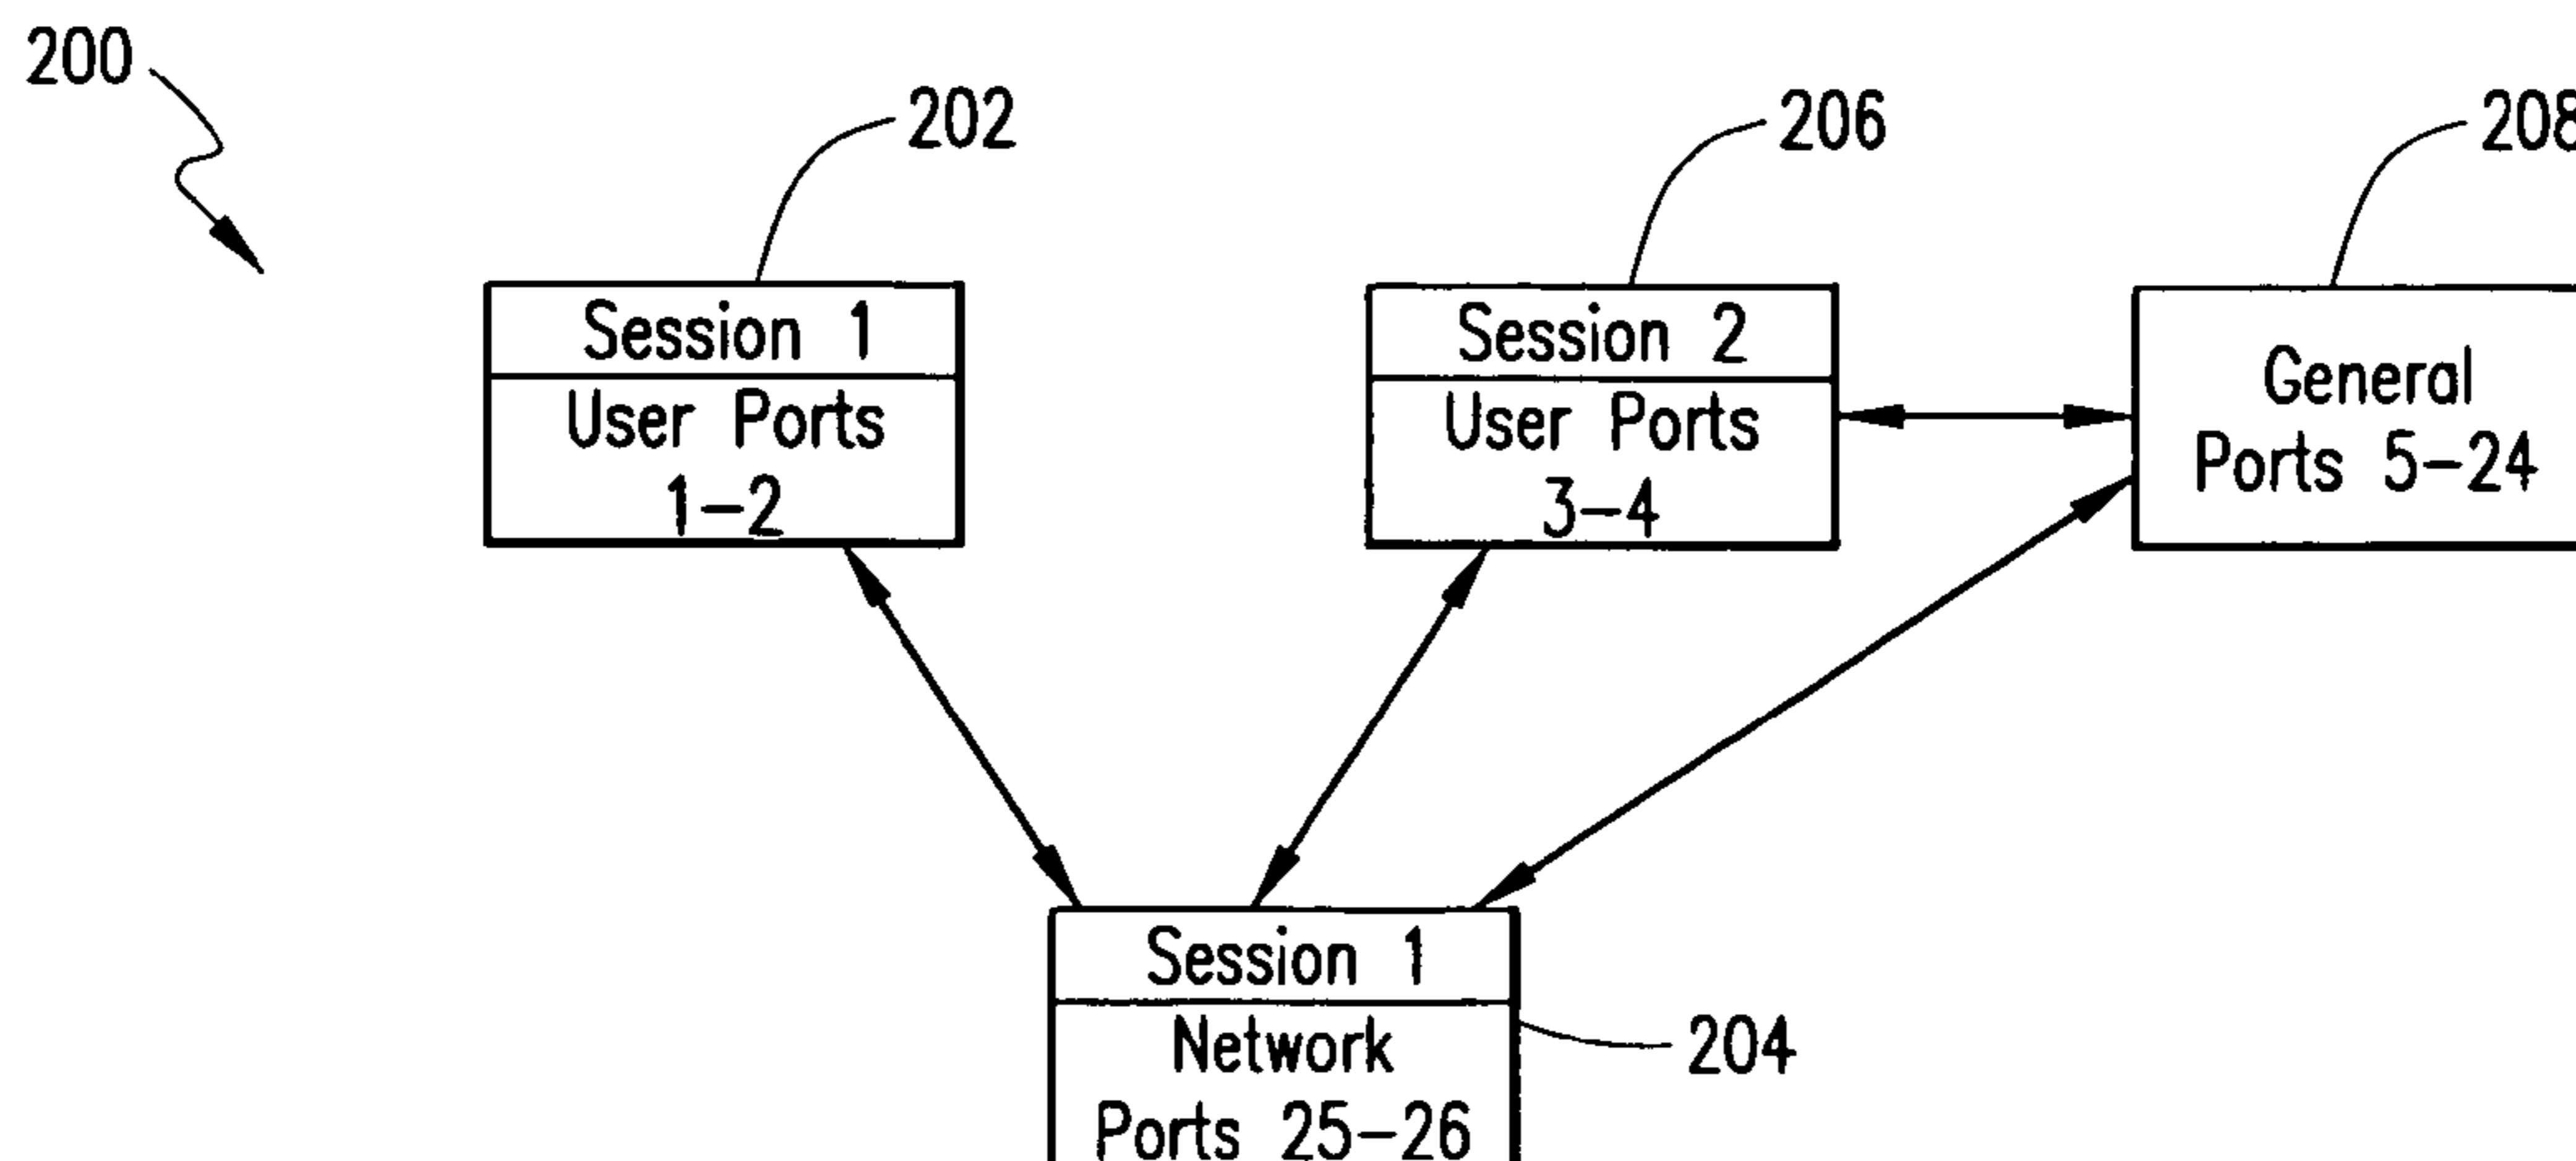 200
202
206
208
Session 1
User Ports
1-2
Session 2
User Ports
3-4
General
Ports 5-24
Session 1
Network
Ports 25-26
204